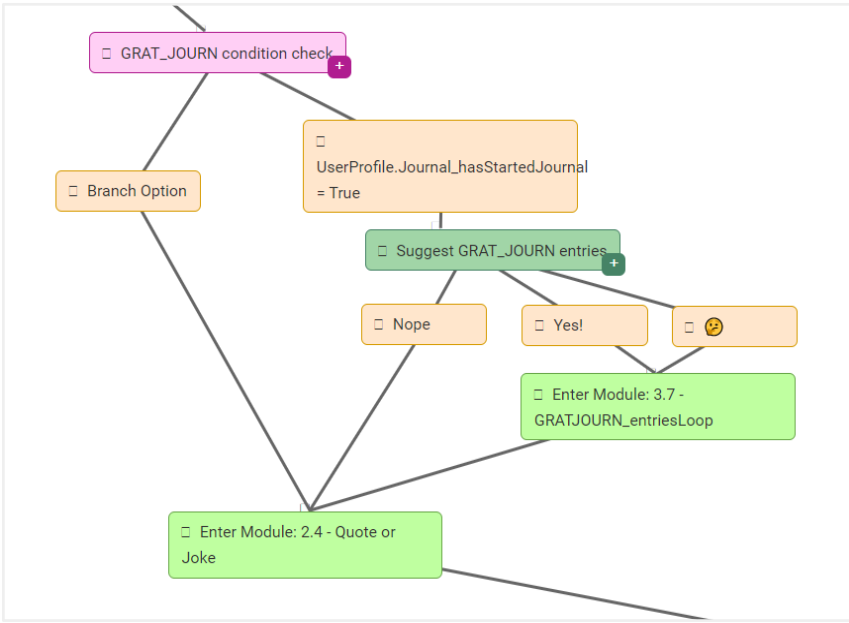 GRAT_JOURN condition check
+
UserProfile.Journal_hasStartedJournal
= True
Branch Option
Suggest GRAT_JOURN entries
+
Nope
Yes!
🤔
Enter Module: 3.7 -
GRATJOURN_entriesLoop
Enter Module: 2.4 - Quote or
Joke